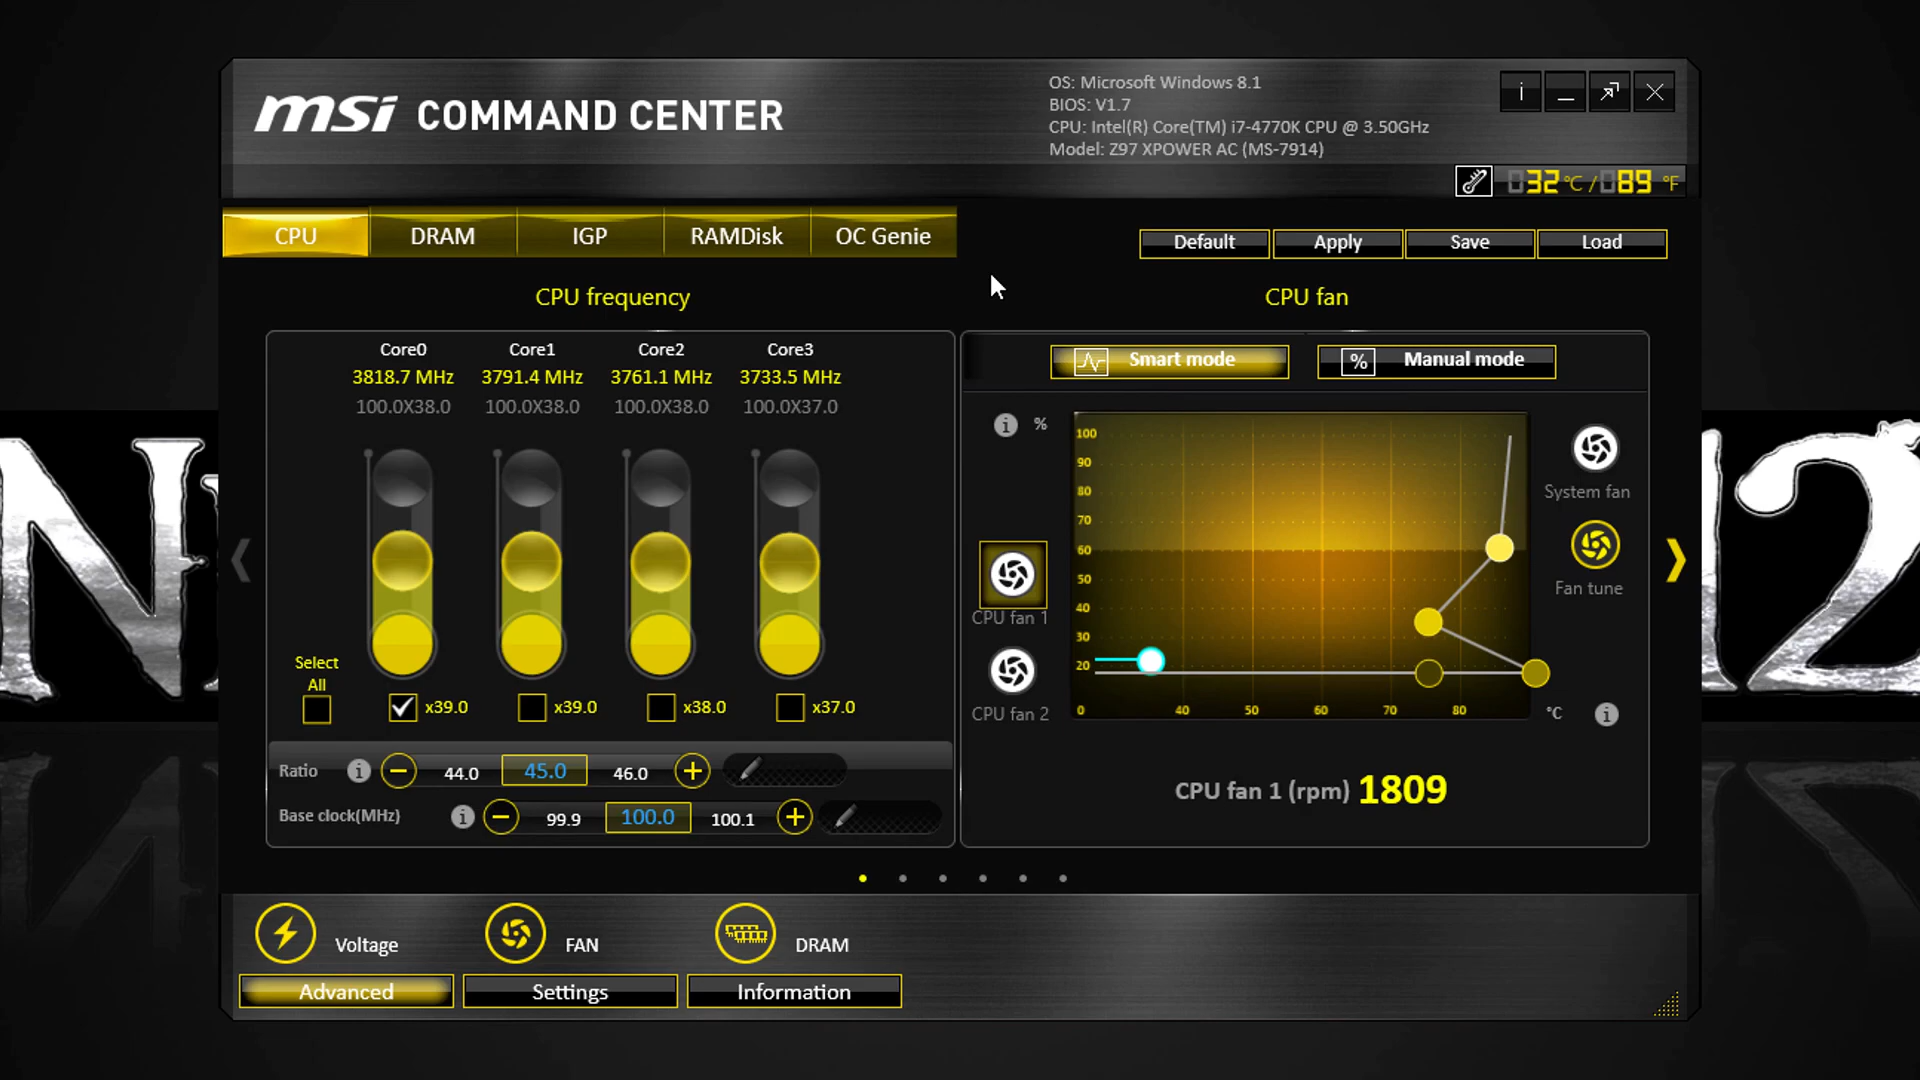 msi COMMAND CENTER
OS: Microsoft Windows 8.1
BIOS: V1.7
CPU: Intel(R) Core(TM) i7-4770K CPU @ 3.50GHz
Model: Z97 XPOWER AC (MS-7914)
032 °C / 089 °F
CPU DRAM IGP RAMDisk OC Genie
Default Apply Save Load
CPU frequency
Core0 Core1 Core2 Core3
3818.7 MHz 3791.4 MHz 3761.1 MHz 3733.5 MHz
100.0X38.0 100.0X38.0 100.0X38.0 100.0X37.0
Select
All
x39.0 x39.0 x38.0 x37.0
Ratio i 44.0 45.0 46.0
Base clock(MHz) i 99.9 100.0 100.1
CPU fan
Smart mode % Manual mode
i %
100
90
80
70
60
50
40
30
20
0 40 50 60 70 80 °C i
CPU fan 1
CPU fan 2
System fan
Fan tune
CPU fan 1 (rpm) 1809
Voltage FAN DRAM
Advanced Settings Information
N
2